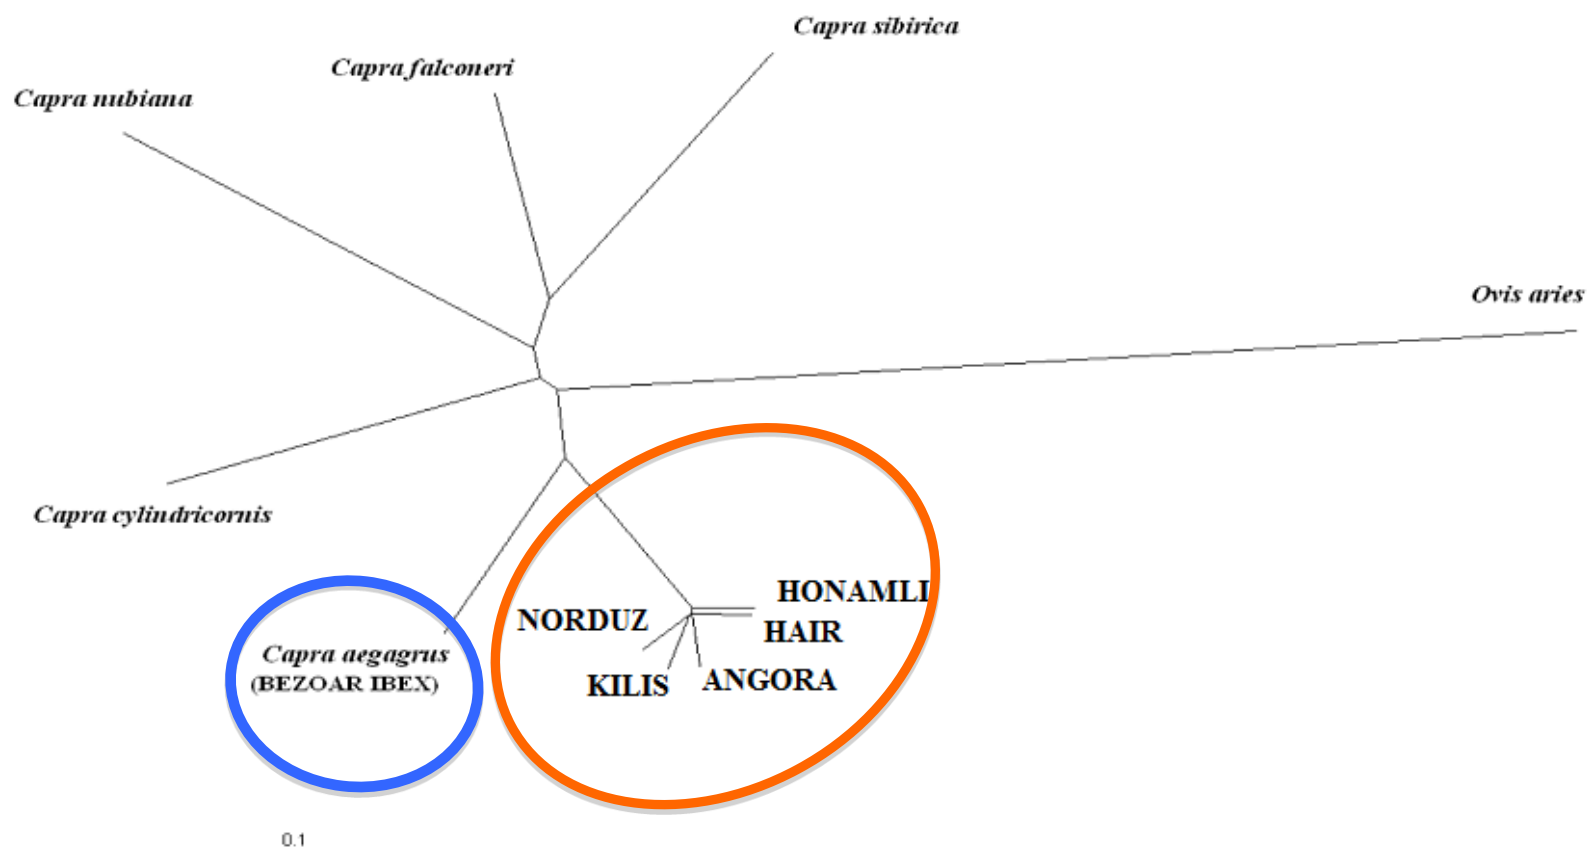 Capra sibirica
Capra falconeri
Capra nubiana
Ovis aries
Capra cylindricornis
HONAMLI
NORDUZ
HAIR
Capra aegagrus
(BEZOAR IBEX)
KILIS
ANGORA
0.1